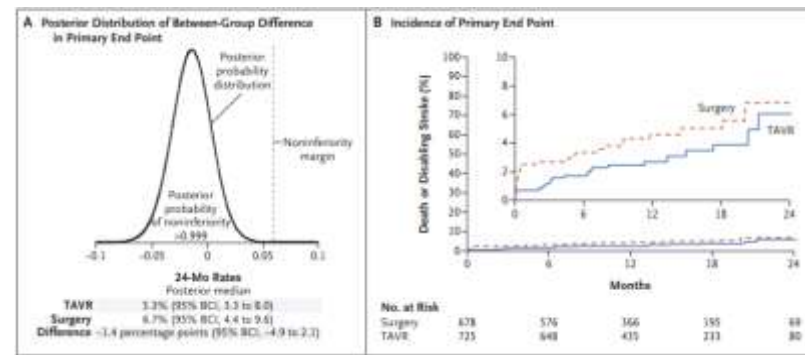 A Posterior Distribution of Between-Group Difference
in Primary End Point
Posterior
probability
distribution
Noninferiority
margin
Posterior
probability
of noninferiority
>0.999
-0.1 -0.05 0 0.05 0.1
24-Mo Rates
Posterior median
TAVR 5.3% (95% BCI, 3.3 to 8.0)
Surgery 6.7% (95% BCI, 4.4 to 9.6)
Difference -1.4 percentage points (95% BCI, -4.9 to 2.1)
B Incidence of Primary End Point
Death or Disabling Stroke (%)
100
90
80
70
60
50
40
30
20
10
0
10
8
6
4
2
0
Surgery
TAVR
0 6 12 18 24
0 6 12 18 24
Months
No. at Risk
Surgery 678 576 366 195 69
TAVR 725 648 435 233 80